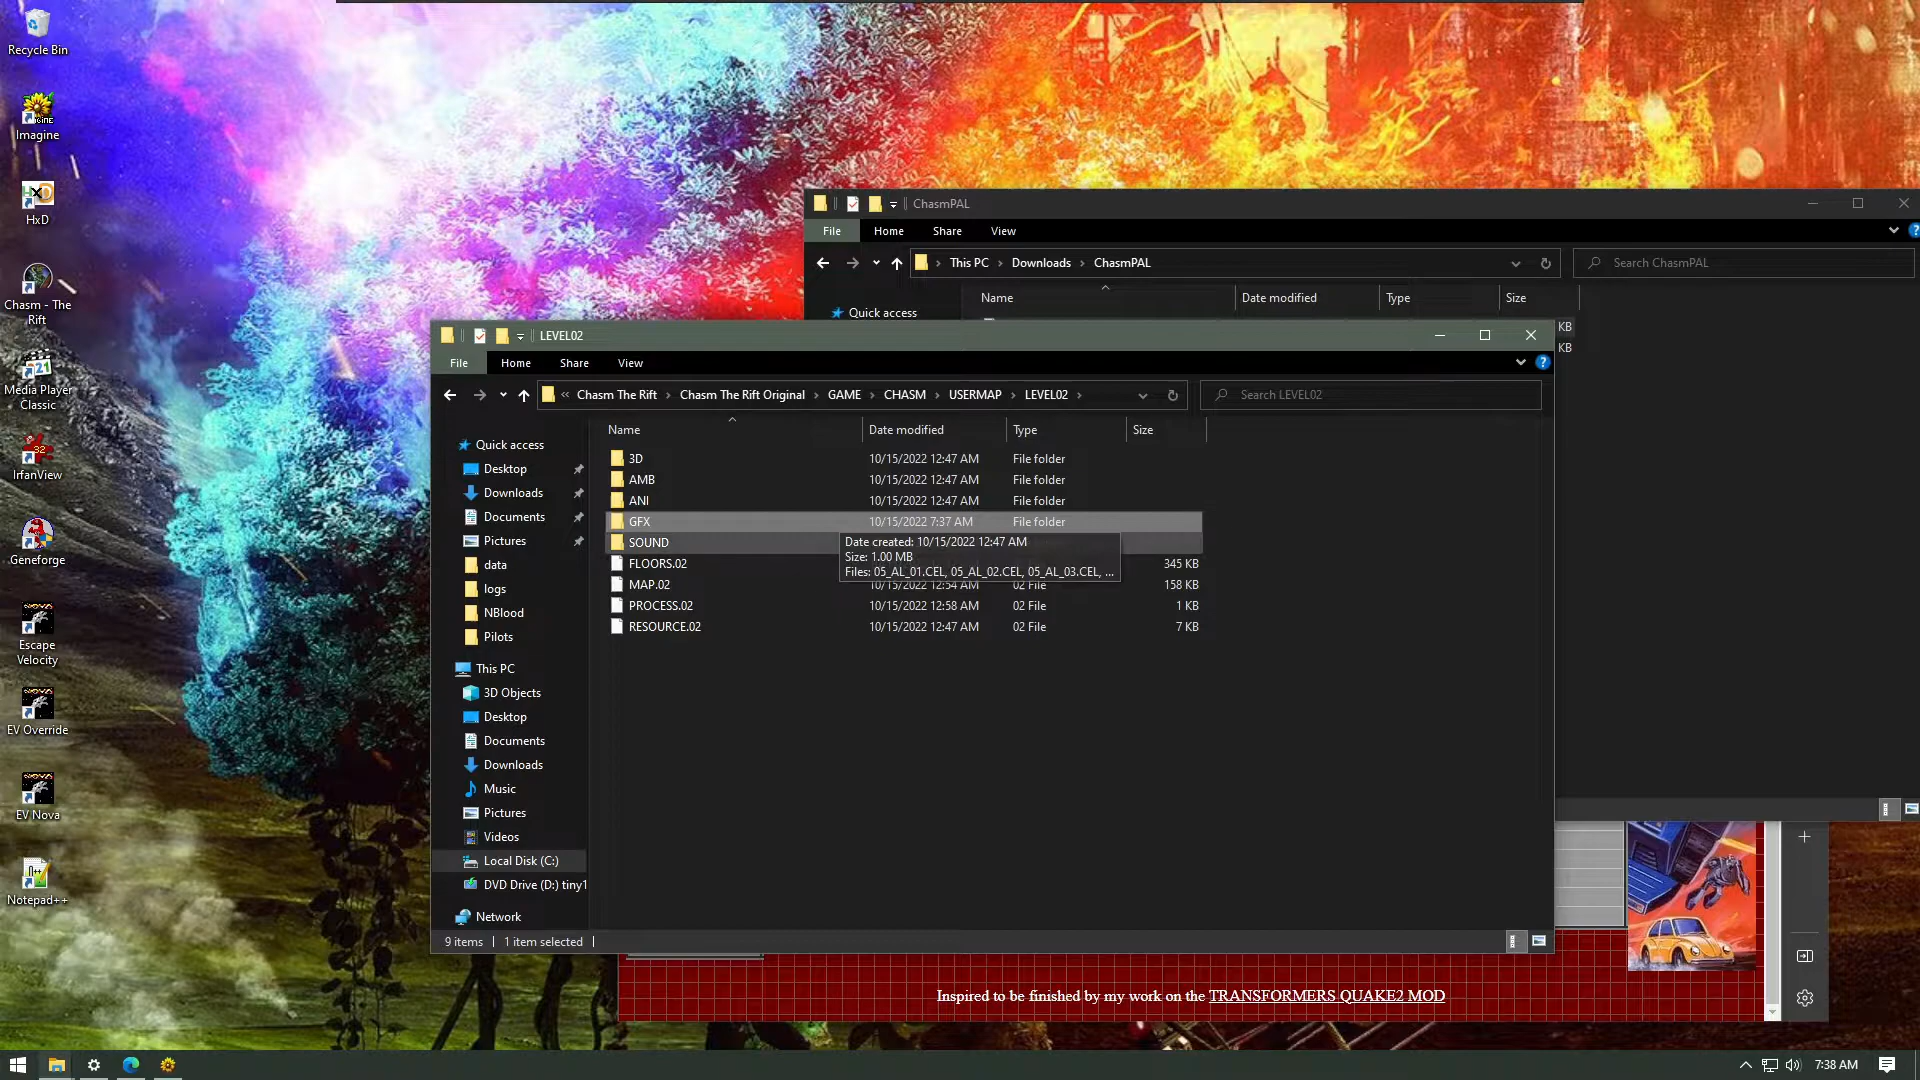 Recycle Bin
Imagine
HxD
Chasm - The
Rift
Media Player
Classic
IrfanView
Geneforge
Escape
Velocity
EV Override
EV Nova
Notepad++
ChasmPAL
File Home Share View
This PC › Downloads › ChasmPAL
Search ChasmPAL
Name Date modified Type Size
Quick access
KB
KB
LEVEL02
File Home Share View
« Chasm The Rift › Chasm The Rift Original › GAME › CHASM › USERMAP › LEVEL02 ›
Search LEVEL02
Quick access
Desktop
Downloads
Documents
Pictures
data
logs
NBlood
Pilots
This PC
3D Objects
Desktop
Documents
Downloads
Music
Pictures
Videos
Local Disk (C:)
DVD Drive (D:) tiny1
Network
Name Date modified Type Size
3D 10/15/2022 12:47 AM File folder
AMB 10/15/2022 12:47 AM File folder
ANI 10/15/2022 12:47 AM File folder
GFX 10/15/2022 7:37 AM File folder
SOUND
Date created: 10/15/2022 12:47 AM
Size: 1.00 MB
Files: 05_AL_01.CEL, 05_AL_02.CEL, 05_AL_03.CEL, ...
FLOORS.02 345 KB
MAP.02 10/15/2022 12:54 AM 02 File 158 KB
PROCESS.02 10/15/2022 12:58 AM 02 File 1 KB
RESOURCE.02 10/15/2022 12:47 AM 02 File 7 KB
9 items 1 item selected
Inspired to be finished by my work on the TRANSFORMERS QUAKE2 MOD
7:38 AM